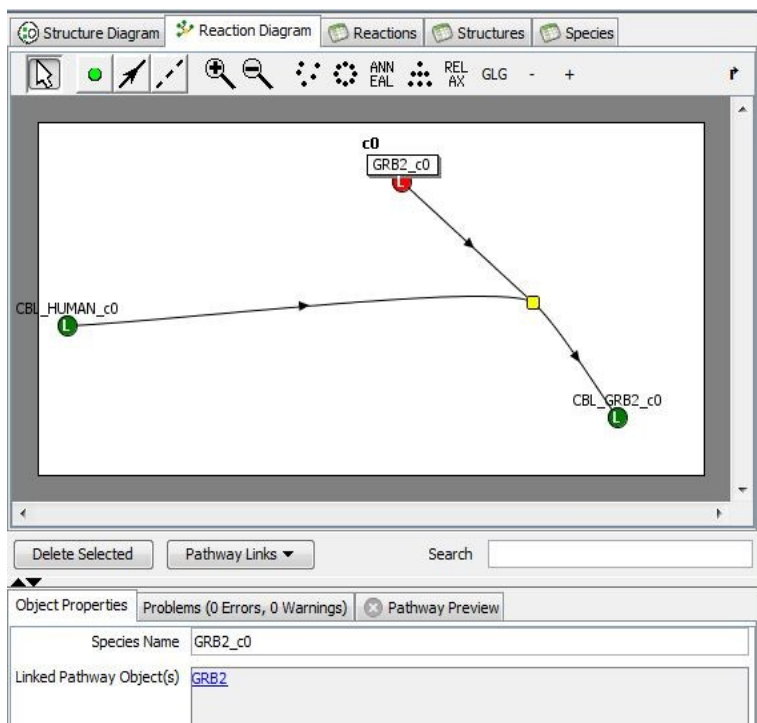 Structure Diagram Reaction Diagram Reactions Structures Species
ANN EAL REL AX GLG - +
c0
GRB2_c0
L
CBL_HUMAN_c0
L
CBL_GRB2_c0
L
Delete Selected Pathway Links Search
Object Properties Problems (0 Errors, 0 Warnings) Pathway Preview
Species Name GRB2_c0
Linked Pathway Object(s) GRB2